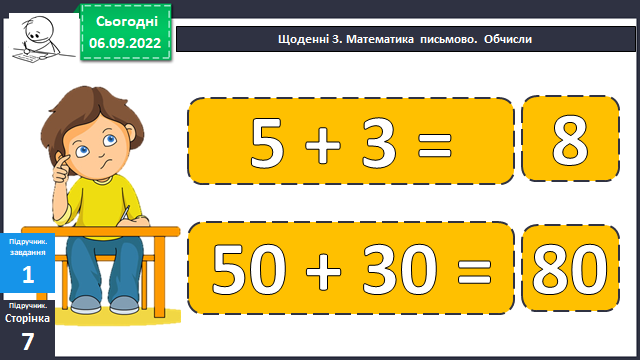 Сьогодні
06.09.2022
Щоденні 3. Математика письмово. Обчисли
5 + 3 =
8
50 + 30 =
80
Підручник.
завдання
1
Підручник.
Сторінка
7